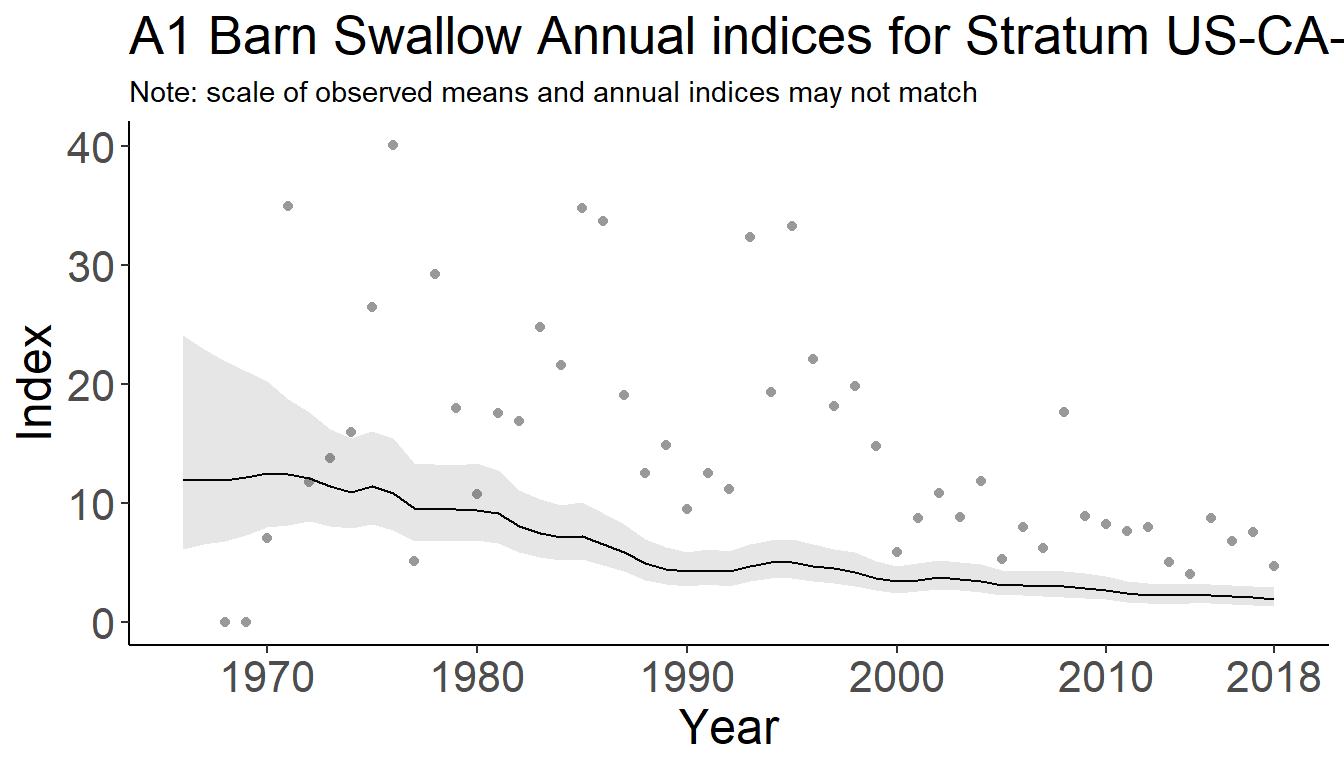 A1 Barn Swallow Annual indices for Stratum US-CA-
Note: scale of observed means and annual indices may not match
40
30
20
10
0
Index
1970 1980 1990 2000 2010 2018
Year